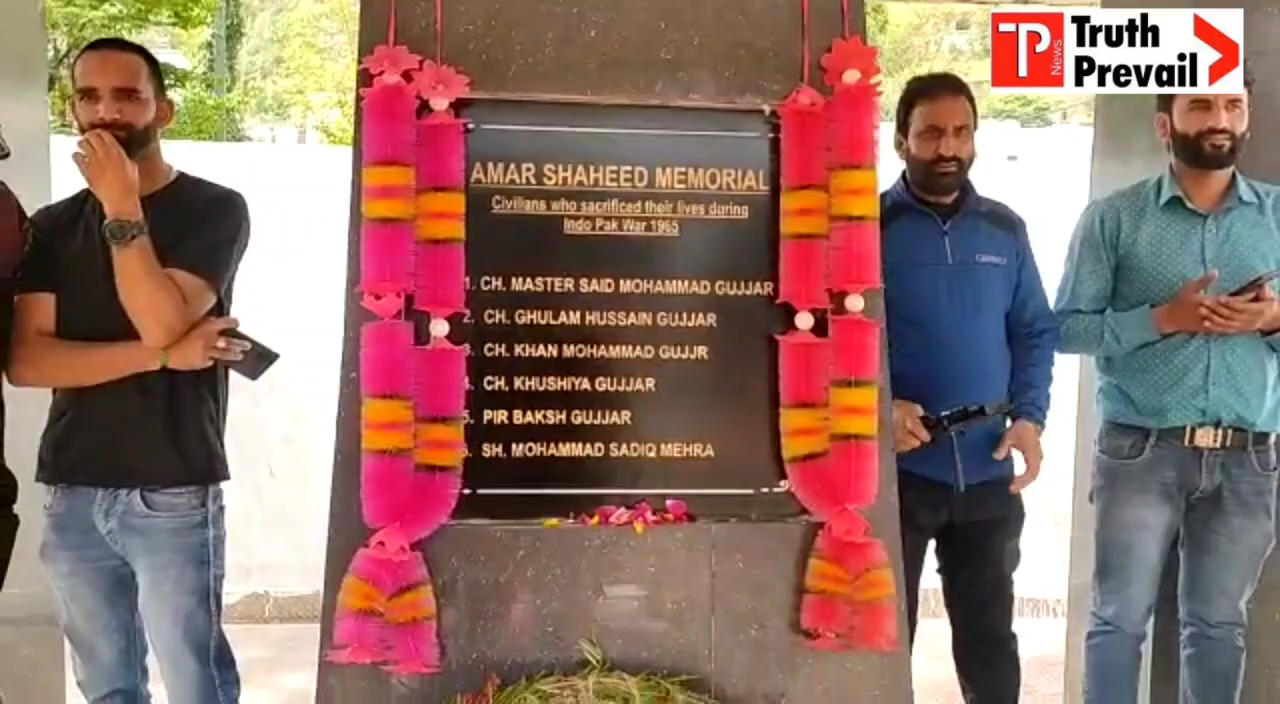 TP News Truth Prevail
AMAR SHAHEED MEMORIAL
Civilians who sacrificed their lives during
Indo Pak War 1965
1. CH. MASTER SAID MOHAMMAD GUJJAR
2. CH. GHULAM HUSSAIN GUJJAR
3. CH. KHAN MOHAMMAD GUJJR
4. CH. KHUSHIYA GUJJAR
5. PIR BAKSH GUJJAR
6. SH. MOHAMMAD SADIQ MEHRA